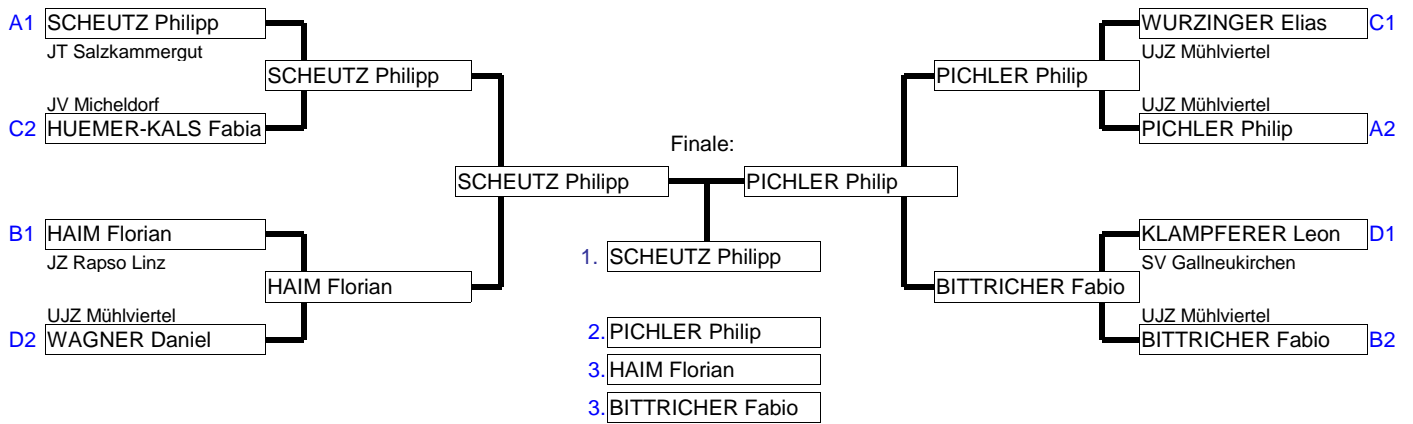 A1 SCHEUTZ Philipp
JT Salzkammergut
SCHEUTZ Philipp
JV Micheldorf
C2 HUEMER-KALS Fabia
SCHEUTZ Philipp
B1 HAIM Florian
JZ Rapso Linz
HAIM Florian
UJZ Mühlviertel
D2 WAGNER Daniel
Finale:
1. SCHEUTZ Philipp
2. PICHLER Philip
3. HAIM Florian
3. BITTRICHER Fabio
WURZINGER Elias C1
UJZ Mühlviertel
PICHLER Philip
UJZ Mühlviertel
PICHLER Philip A2
PICHLER Philip
KLAMPFERER Leon D1
SV Gallneukirchen
BITTRICHER Fabio
UJZ Mühlviertel
BITTRICHER Fabio B2